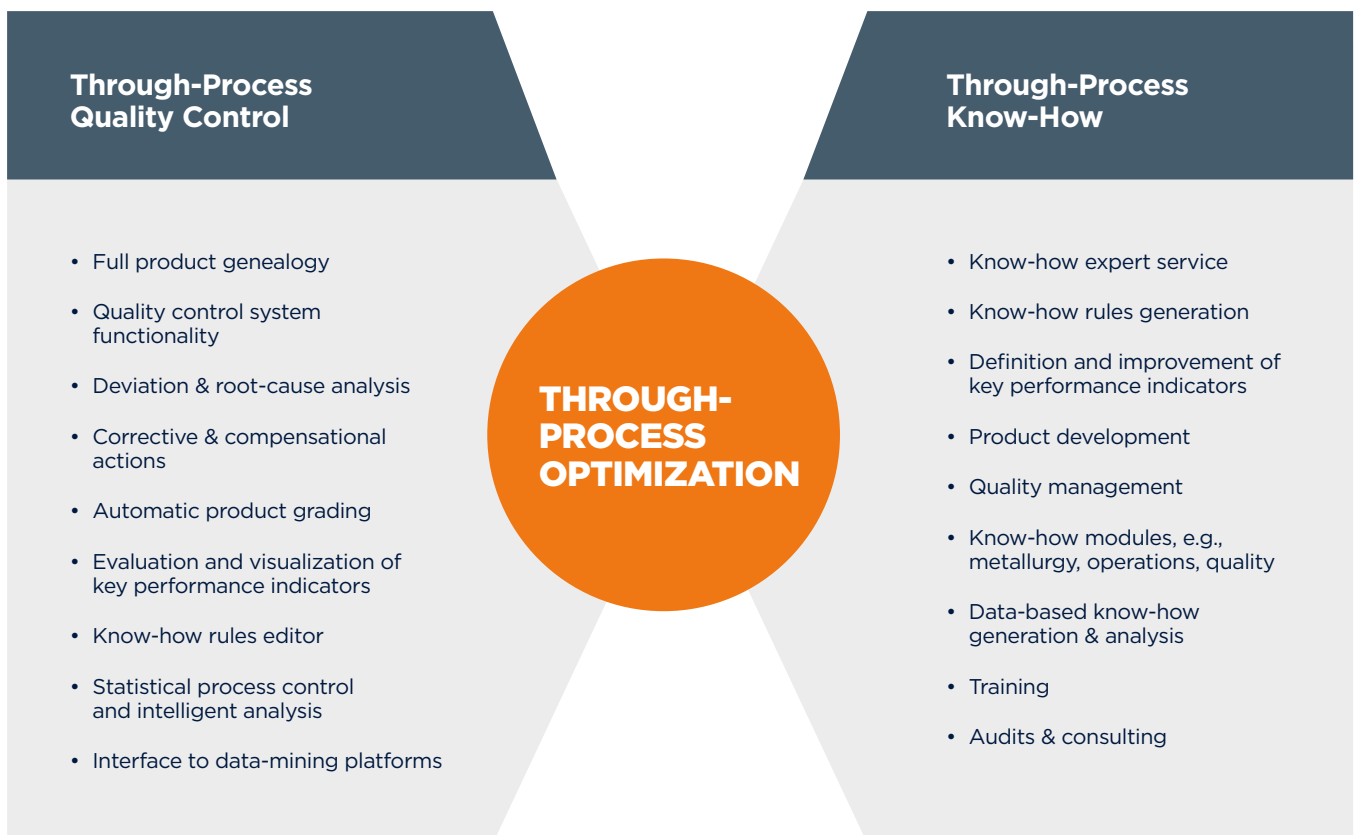 Through-Process
Quality Control
• Full product genealogy
• Quality control system
functionality
• Deviation & root-cause analysis
• Corrective & compensational
actions
• Automatic product grading
• Evaluation and visualization of
key performance indicators
• Know-how rules editor
• Statistical process control
and intelligent analysis
• Interface to data-mining platforms
THROUGH-
PROCESS
OPTIMIZATION
Through-Process
Know-How
• Know-how expert service
• Know-how rules generation
• Definition and improvement of
key performance indicators
• Product development
• Quality management
• Know-how modules, e.g.,
metallurgy, operations, quality
• Data-based know-how
generation & analysis
• Training
• Audits & consulting